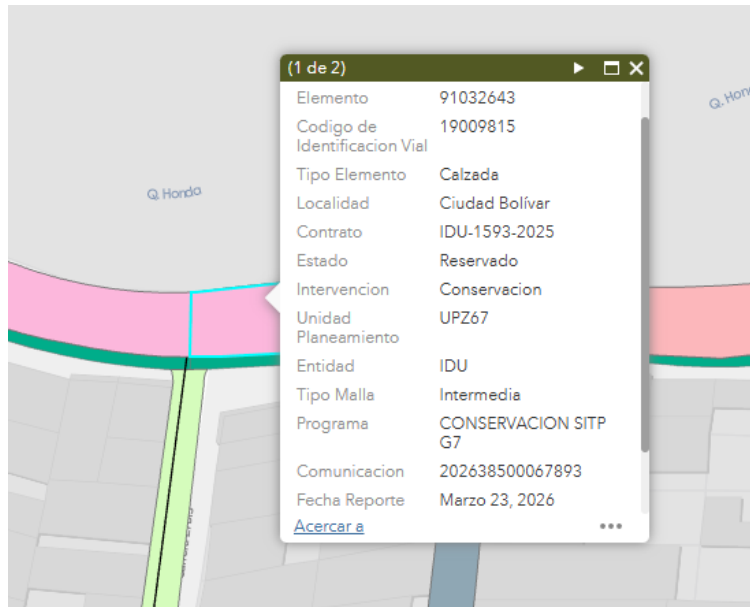 (1 de 2)
Elemento 91032643
Codigo de Identificacion Vial 19009815
Tipo Elemento Calzada
Localidad Ciudad Bolívar
Contrato IDU-1593-2025
Estado Reservado
Intervencion Conservacion
Unidad Planeamiento UPZ67
Entidad IDU
Tipo Malla Intermedia
Programa CONSERVACION SITP G7
Comunicacion 202638500067893
Fecha Reporte Marzo 23, 2026
Acercar a
Q. Honda
Q. Hon